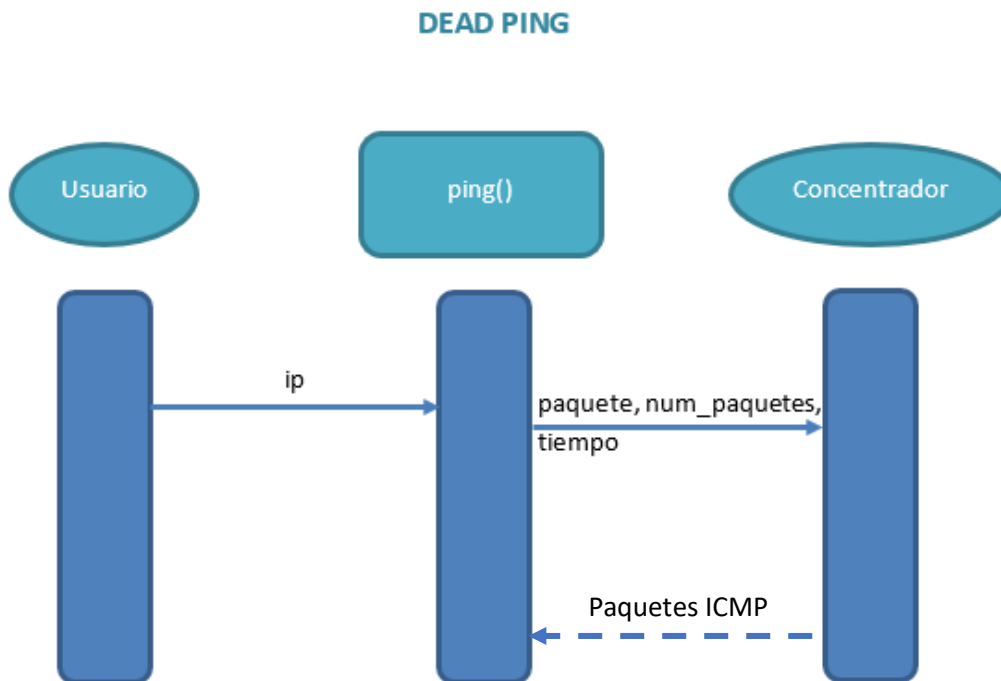 DEAD PING
Usuario
ping()
Concentrador
ip
paquete, num_paquetes,
tiempo
Paquetes ICMP